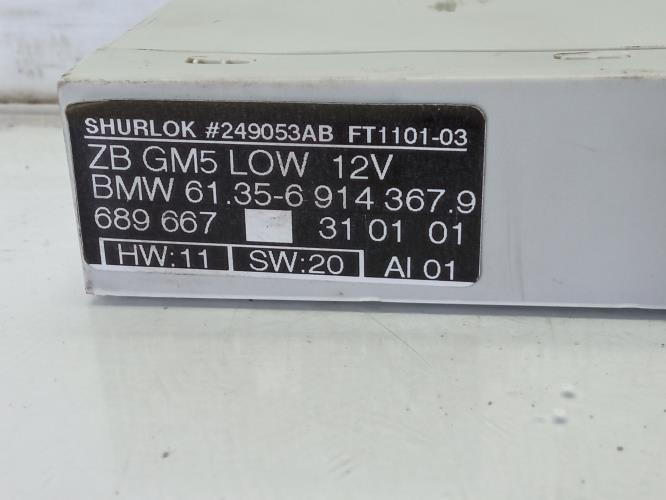 SHURLOK #249053AB FT1101-03
ZB GM5 LOW 12V
BMW 61.35-6 914 367.9
689 667 31 01 01
HW:11 SW:20 AI 01